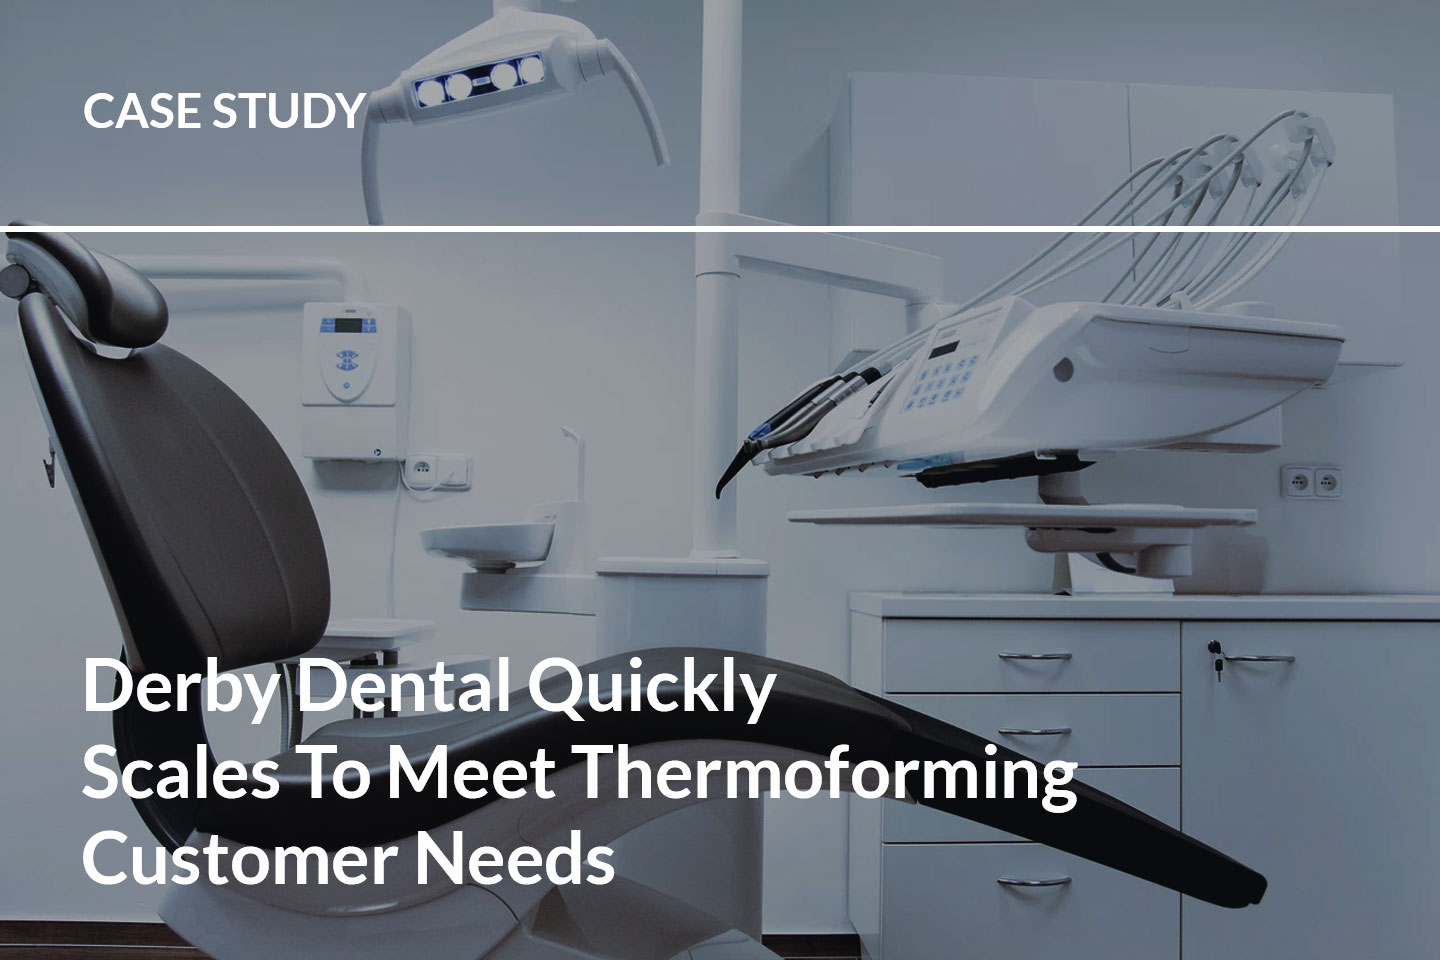 CASE STUDY
Derby Dental Quickly
Scales To Meet Thermoforming
Customer Needs